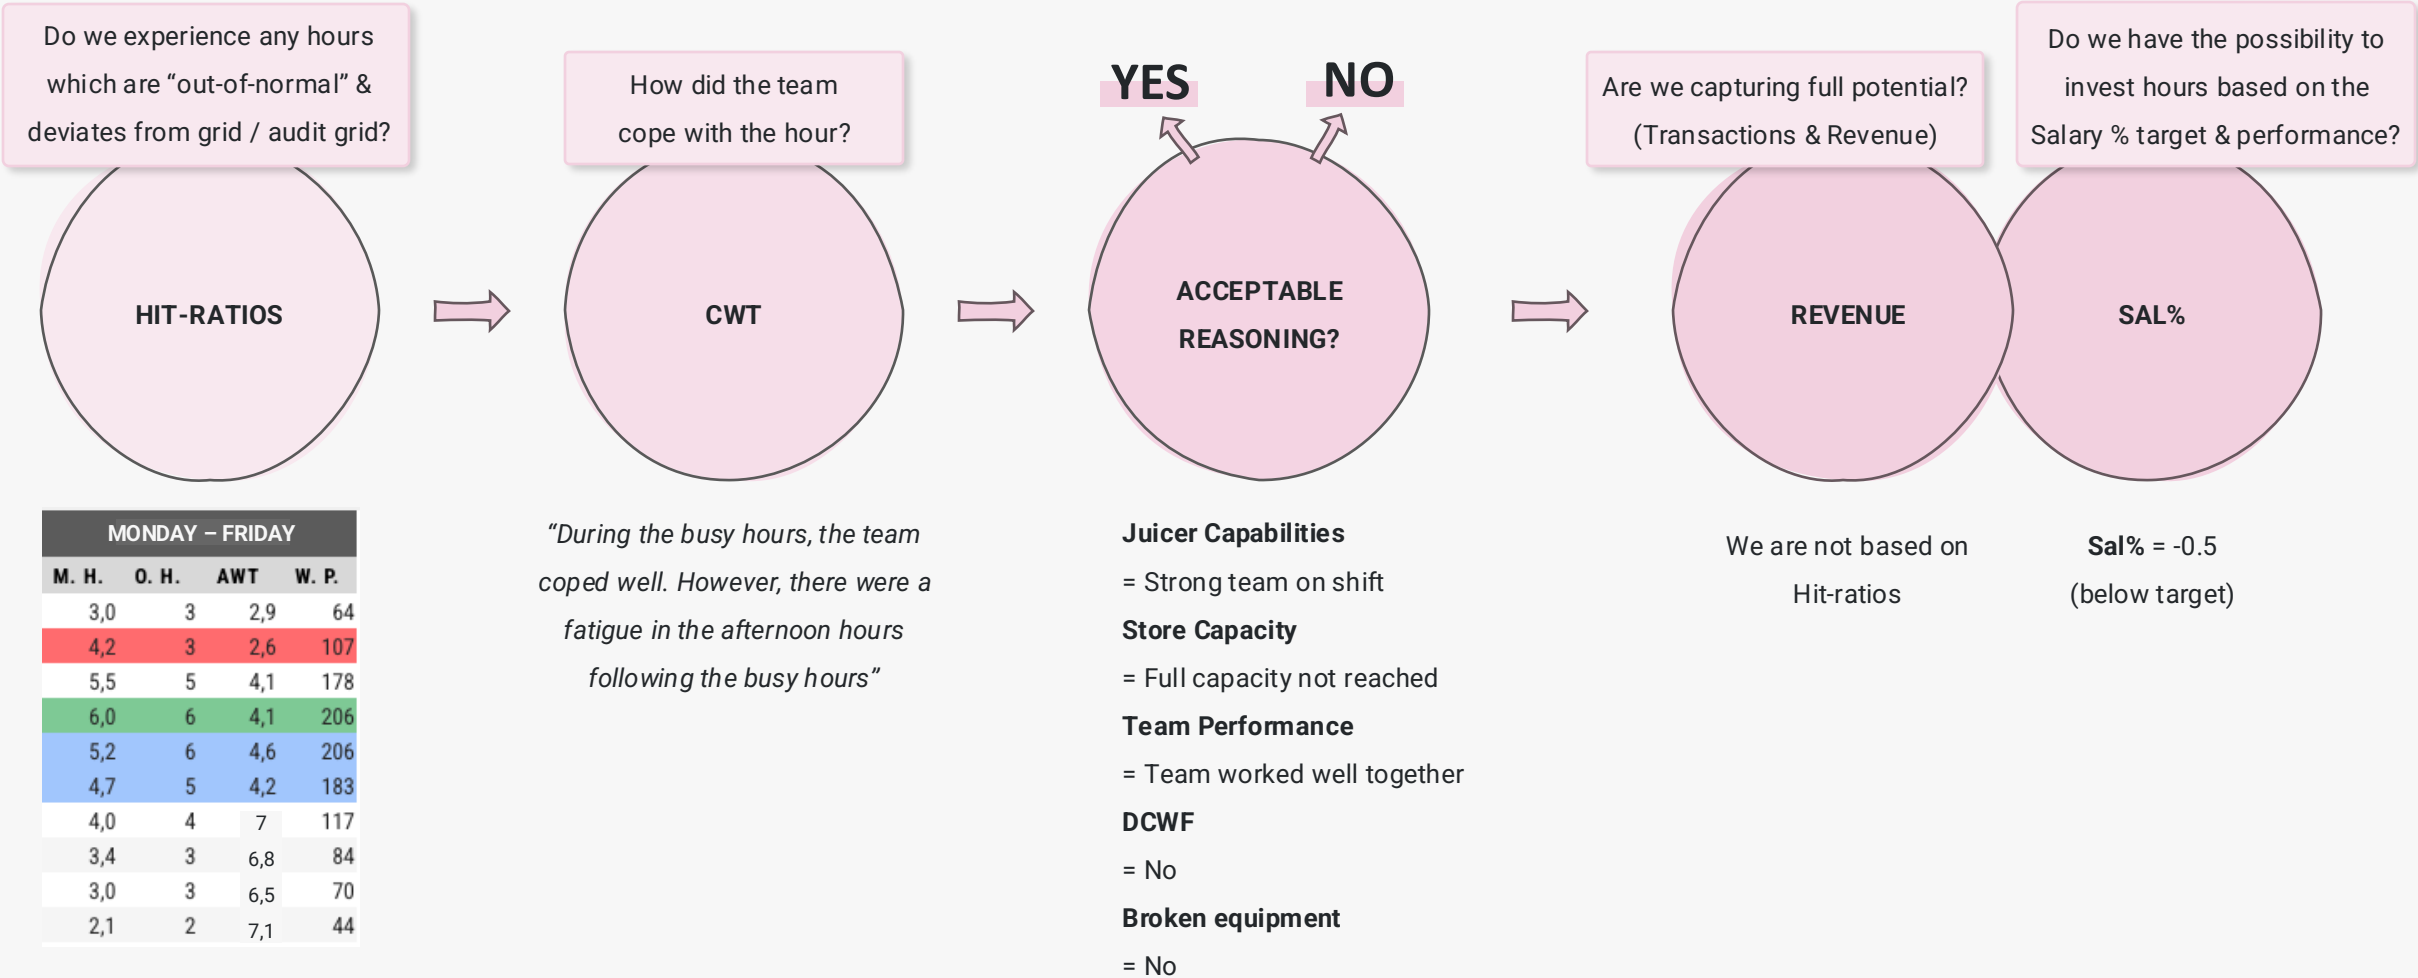 Do we experience any hours
which are “out-of-normal” &
deviates from grid / audit grid?
HIT-RATIOS
MONDAY – FRIDAY
M. H. O. H. AWT W. P.
3,0 3 2,9 64
4,2 3 2,6 107
5,5 5 4,1 178
6,0 6 4,1 206
5,2 6 4,6 206
4,7 5 4,2 183
4,0 4 7 117
3,4 3 6,8 84
3,0 3 6,5 70
2,1 2 7,1 44
How did the team
cope with the hour?
CWT
“During the busy hours, the team
coped well. However, there were a
fatigue in the afternoon hours
following the busy hours”
YES
NO
ACCEPTABLE
REASONING?
Juicer Capabilities
= Strong team on shift
Store Capacity
= Full capacity not reached
Team Performance
= Team worked well together
DCWF
= No
Broken equipment
= No
Are we capturing full potential?
(Transactions & Revenue)
REVENUE
We are not based on
Hit-ratios
Do we have the possibility to
invest hours based on the
Salary % target & performance?
SAL%
Sal% = -0.5
(below target)